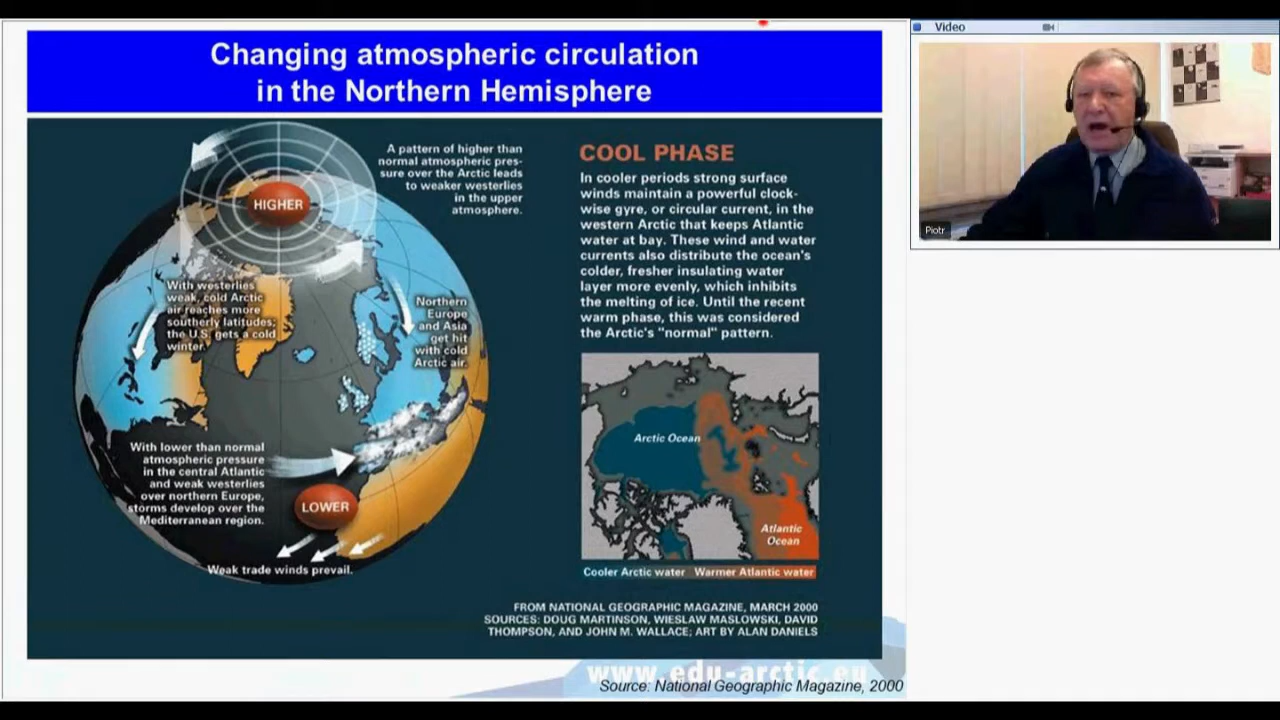 Changing atmospheric circulation
in the Northern Hemisphere
A pattern of higher than
normal atmospheric pres-
sure over the Arctic leads
to weaker westerlies
in the upper
atmosphere.
HIGHER
With westerlies
weak, cold Arctic
air reaches more
southerly latitudes;
the U.S. gets a cold
winter.
Northern
Europe
and Asia
get hit
with cold
Arctic air.
With lower than normal
atmospheric pressure
in the central Atlantic
and weak westerlies
over northern Europe,
storms develop over the
Mediterranean region.
LOWER
Weak trade winds prevail.
COOL PHASE
In cooler periods strong surface
winds maintain a powerful clock-
wise gyre, or circular current, in the
western Arctic that keeps Atlantic
water at bay. These wind and water
currents also distribute the ocean's
colder, fresher insulating water
layer more evenly, which inhibits
the melting of ice. Until the recent
warm phase, this was considered
the Arctic's "normal" pattern.
Arctic Ocean
Atlantic
Ocean
Cooler Arctic water Warmer Atlantic water
FROM NATIONAL GEOGRAPHIC MAGAZINE, MARCH 2000
SOURCES: DOUG MARTINSON, WIESLAW MASLOWSKI, DAVID
THOMPSON, AND JOHN M. WALLACE; ART BY ALAN DANIELS
www.edu-arctic.eu
Source: National Geographic Magazine, 2000
Video
Piotr